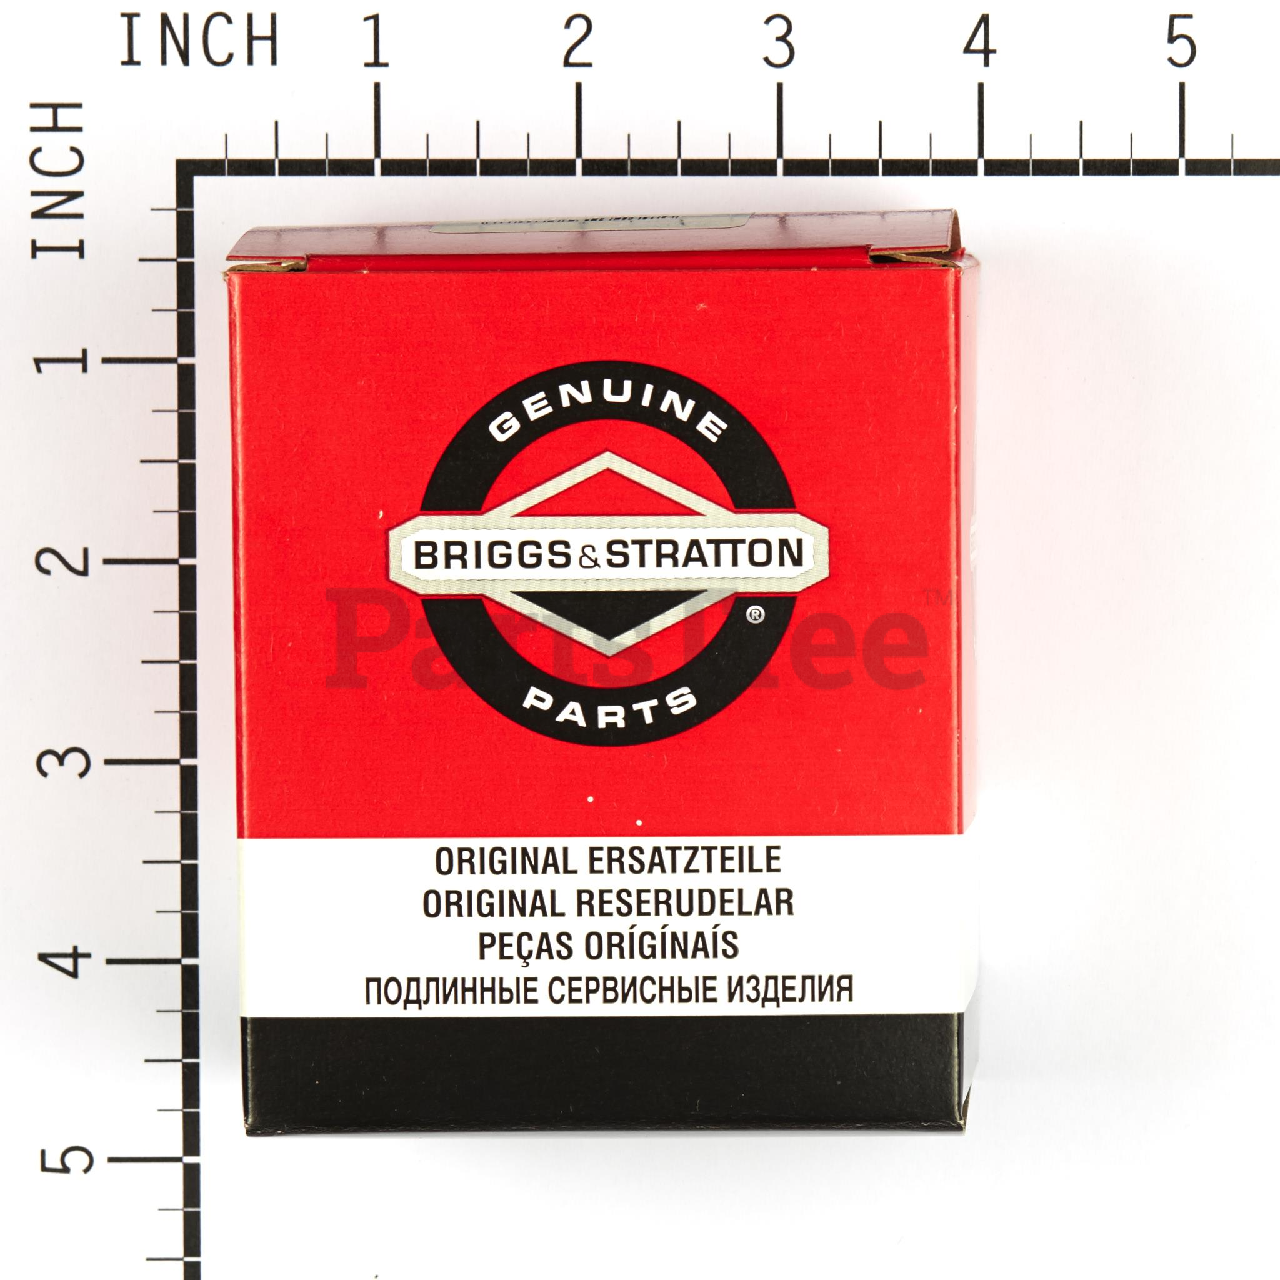 INCH 1 2 3 4 5
INCH
1
2
3
4
5
GENUINE
BRIGGS & STRATTON
®
PARTS
PartsTree™
ORIGINAL ERSATZTEILE
ORIGINAL RESERUDELAR
PEÇAS ORÍGÍNAÍS
ПОДЛИННЫЕ СЕРВИСНЫЕ ИЗДЕЛИЯ